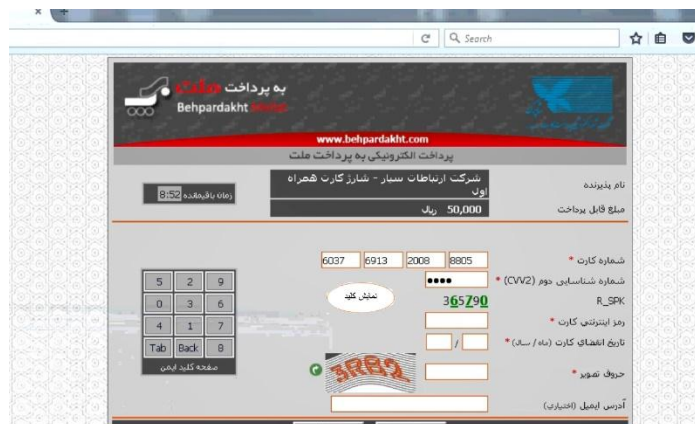 Search
به پرداخت ملت
Behpardakht Mellat
www.behpardakht.com
پرداخت الکترونیکی به پرداخت ملت
نام پذیرنده
شرکت ارتباطات سیار - شارژ کارت همراه اول
زمان باقیمانده 8:52
مبلغ قابل پرداخت
50,000 ریال
شماره کارت *
6037 6913 2008 8805
شماره شناسایی دوم (CVV2) *
R_SPK
365790
نمایش کلید
رمز اینترنتی کارت *
تاریخ انقضای کارت (ماه / سال) *
/
حروف تصویر *
آدرس ایمیل (اختیاری)
5 2 9
0 3 6
4 1 7
Tab Back 8
صفحه کلید ایمن